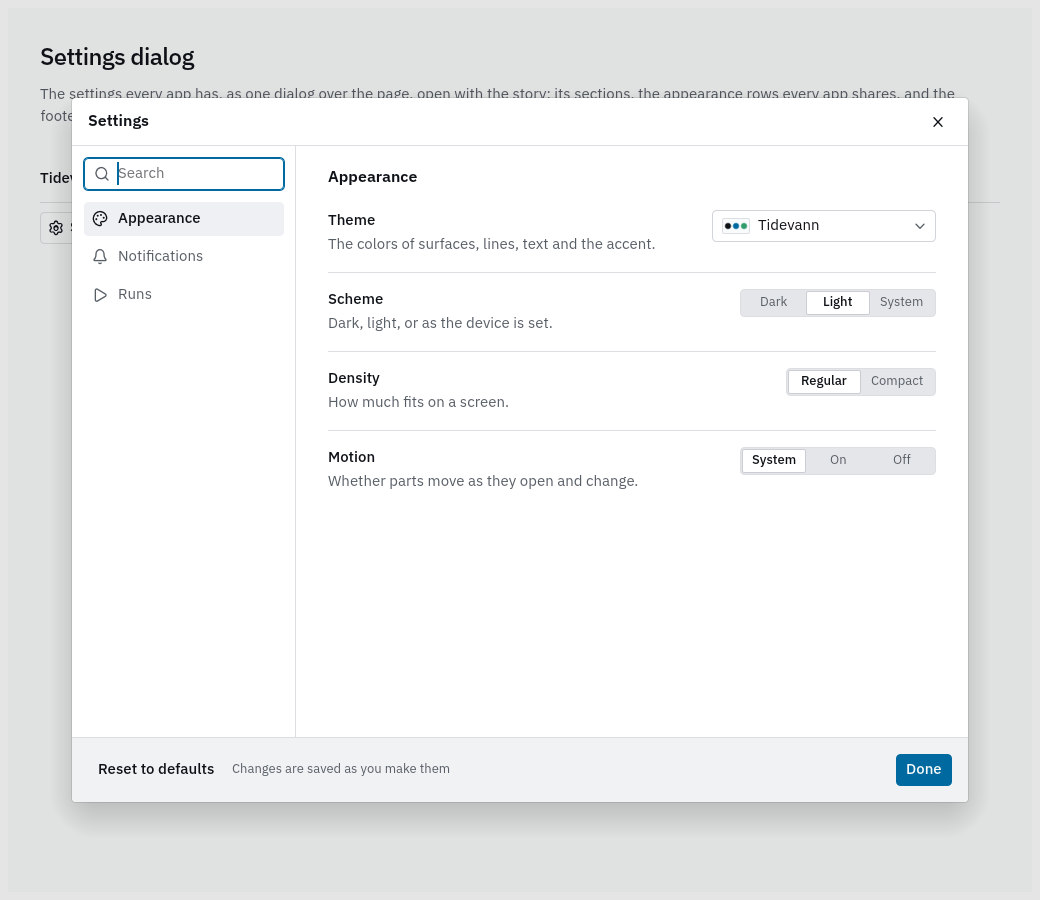 Settings dialog
The settings every app has, as one dialog over the page, open with the story: its sections, the appearance rows every app shares, and the
Settings
Search
Appearance
Notifications
Runs
Appearance
Theme
The colors of surfaces, lines, text and the accent.
Tidevann
Scheme
Dark, light, or as the device is set.
Dark Light System
Density
How much fits on a screen.
Regular Compact
Motion
Whether parts move as they open and change.
System On Off
Reset to defaults Changes are saved as you make them
Done